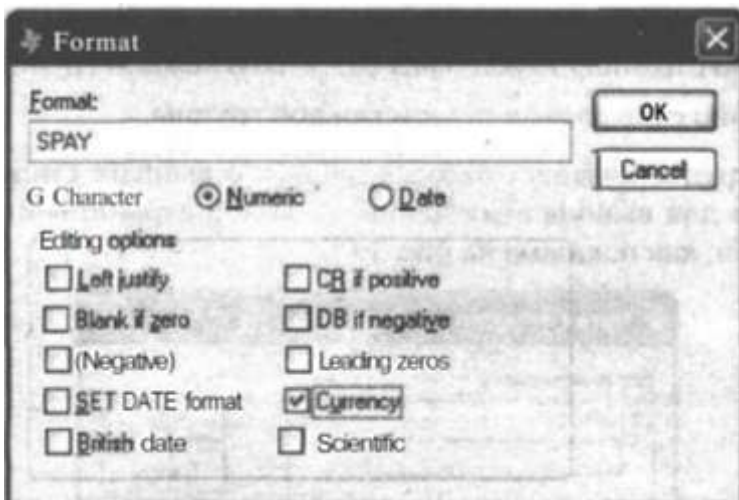 Format
Format:
OK
SPAY
Cancel
G Character Numeric Date
Editing options
Left justify CR if positive
Blank if zero DB if negative
(Negative) Leading zeros
SET DATE format Currency
British date Scientific